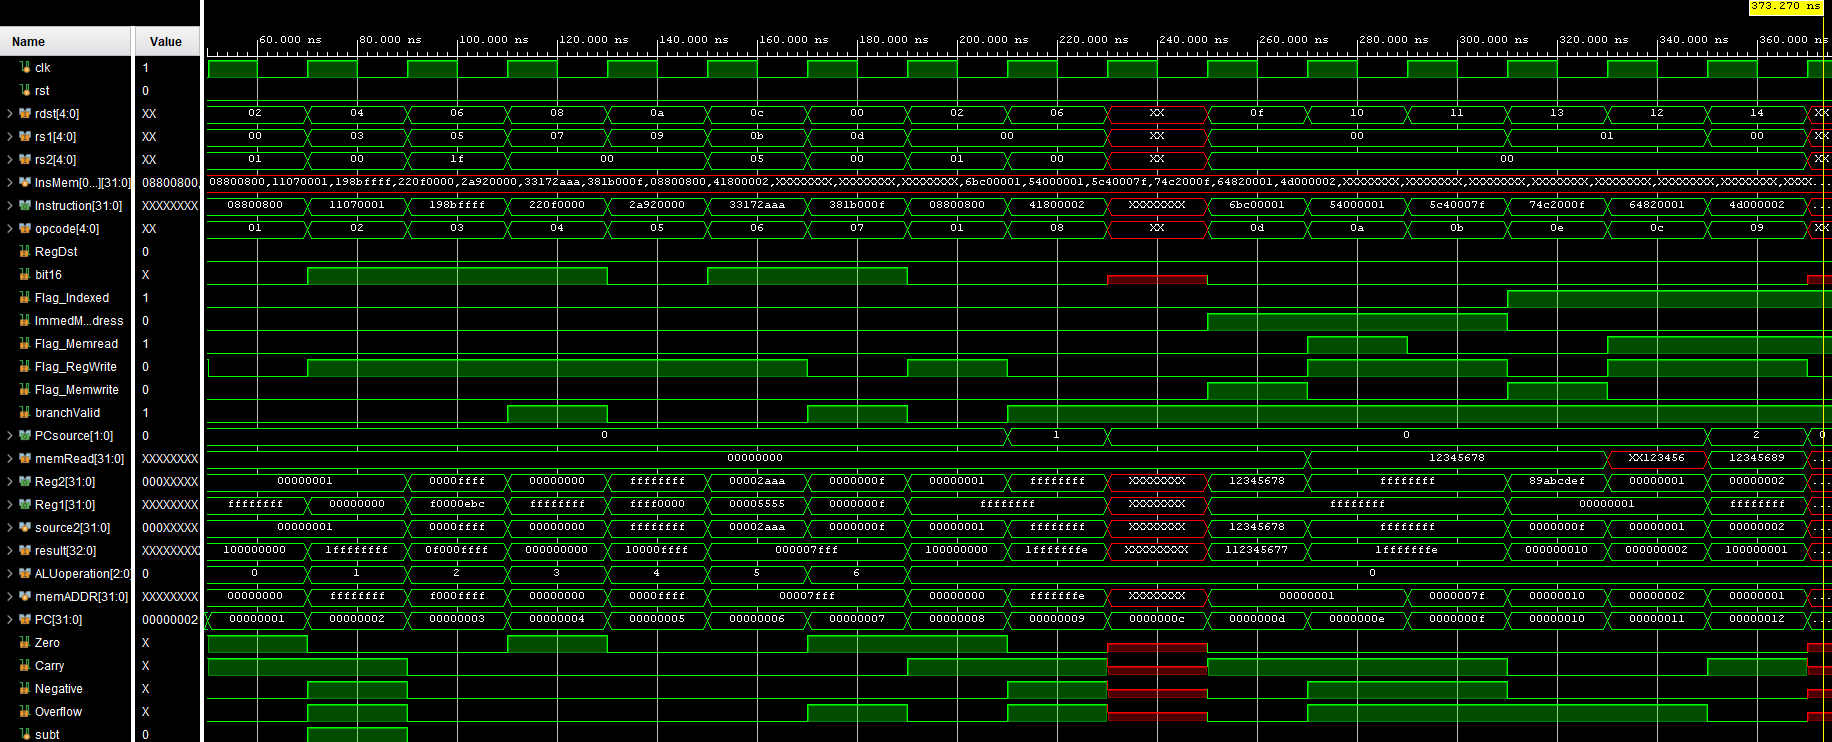 373.270 ns
Name Value 60.000 ns 80.000 ns 100.000 ns 120.000 ns 140.000 ns 160.000 ns 180.000 ns 200.000 ns 220.000 ns 240.000 ns 260.000 ns 280.000 ns 300.000 ns 320.000 ns 340.000 ns 360.000 ns
clk 1
rst 0
rdst[4:0] XX 02 04 06 08 0a 0c 00 02 06 XX 0f 10 11 13 12 14 XX
rs1[4:0] XX 00 03 05 07 09 0b 0d 00 XX 00 01 00 XX
rs2[4:0] XX 01 00 1f 00 05 00 01 00 XX 00 XX
InsMem[0...][31:0] 08800800, 08800800,11070001,198bffff,220f0000,2a920000,33172aaa,381b000f,08800800,41800002,XXXXXXXX,XXXXXXXX,XXXXXXXX,6bc00001,54000001,5c40007f,74c2000f,64820001,4d000002,XXXXXXXX,XXXXXXXX,XXXXXXXX,XXXXXXXX,XXXXXXXX,XXXXXXXX,XXXX...
Instruction[31:0] XXXXXXXX 08800800 11070001 198bffff 220f0000 2a920000 33172aaa 381b000f 08800800 41800002 XXXXXXXX 6bc00001 54000001 5c40007f 74c2000f 64820001 4d000002 ...
opcode[4:0] XX 01 02 03 04 05 06 07 01 08 XX 0d 0a 0b 0e 0c 09 XX
RegDst 0
bit16 X
Flag_Indexed 1
ImmedM...dress 0
Flag_Memread 1
Flag_RegWrite 0
Flag_Memwrite 0
branchValid 1
PCsource[1:0] 0 0 1 0 2 0
memRead[31:0] XXXXXXXX 00000000 12345678 XX123456 12345689 ...
Reg2[31:0] 000XXXXX 00000001 0000ffff 00000000 ffffffff 00002aaa 0000000f 00000001 ffffffff XXXXXXXX 12345678 ffffffff 89abcdef 00000001 00000002 ...
Reg1[31:0] XXXXXXXX ffffffff 00000000 f0000ebc ffffffff ffff0000 00005555 0000000f ffffffff XXXXXXXX ffffffff 00000001 ffffffff ...
source2[31:0] 000XXXXX 00000001 0000ffff 00000000 ffffffff 00002aaa 0000000f 00000001 ffffffff XXXXXXXX 12345678 ffffffff 0000000f 00000001 00000002 ...
result[32:0] XXXXXXXXX 100000000 1ffffffff 0f000ffff 000000000 10000ffff 000007fff 100000000 1fffffffe XXXXXXXXX 112345677 1fffffffe 000000010 000000002 100000001 ...
ALUoperation[2:0] 0 0 1 2 3 4 5 6 0
memADDR[31:0] XXXXXXXX 00000000 ffffffff f000ffff 00000000 0000ffff 00007fff 00000000 fffffffe XXXXXXXX 00000001 0000007f 00000010 00000002 00000001 ...
PC[31:0] 00000002 00000001 00000002 00000003 00000004 00000005 00000006 00000007 00000008 00000009 0000000c 0000000d 0000000e 0000000f 00000010 00000011 00000012 ...
Zero X
Carry X
Negative X
Overflow X
subt 0